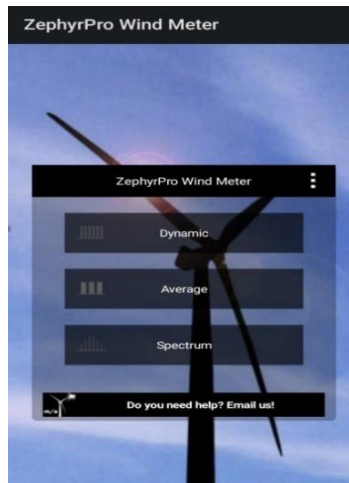 ZephyrPro Wind Meter
ZephyrPro Wind Meter
Dynamic
Average
Spectrum
Do you need help? Email us!